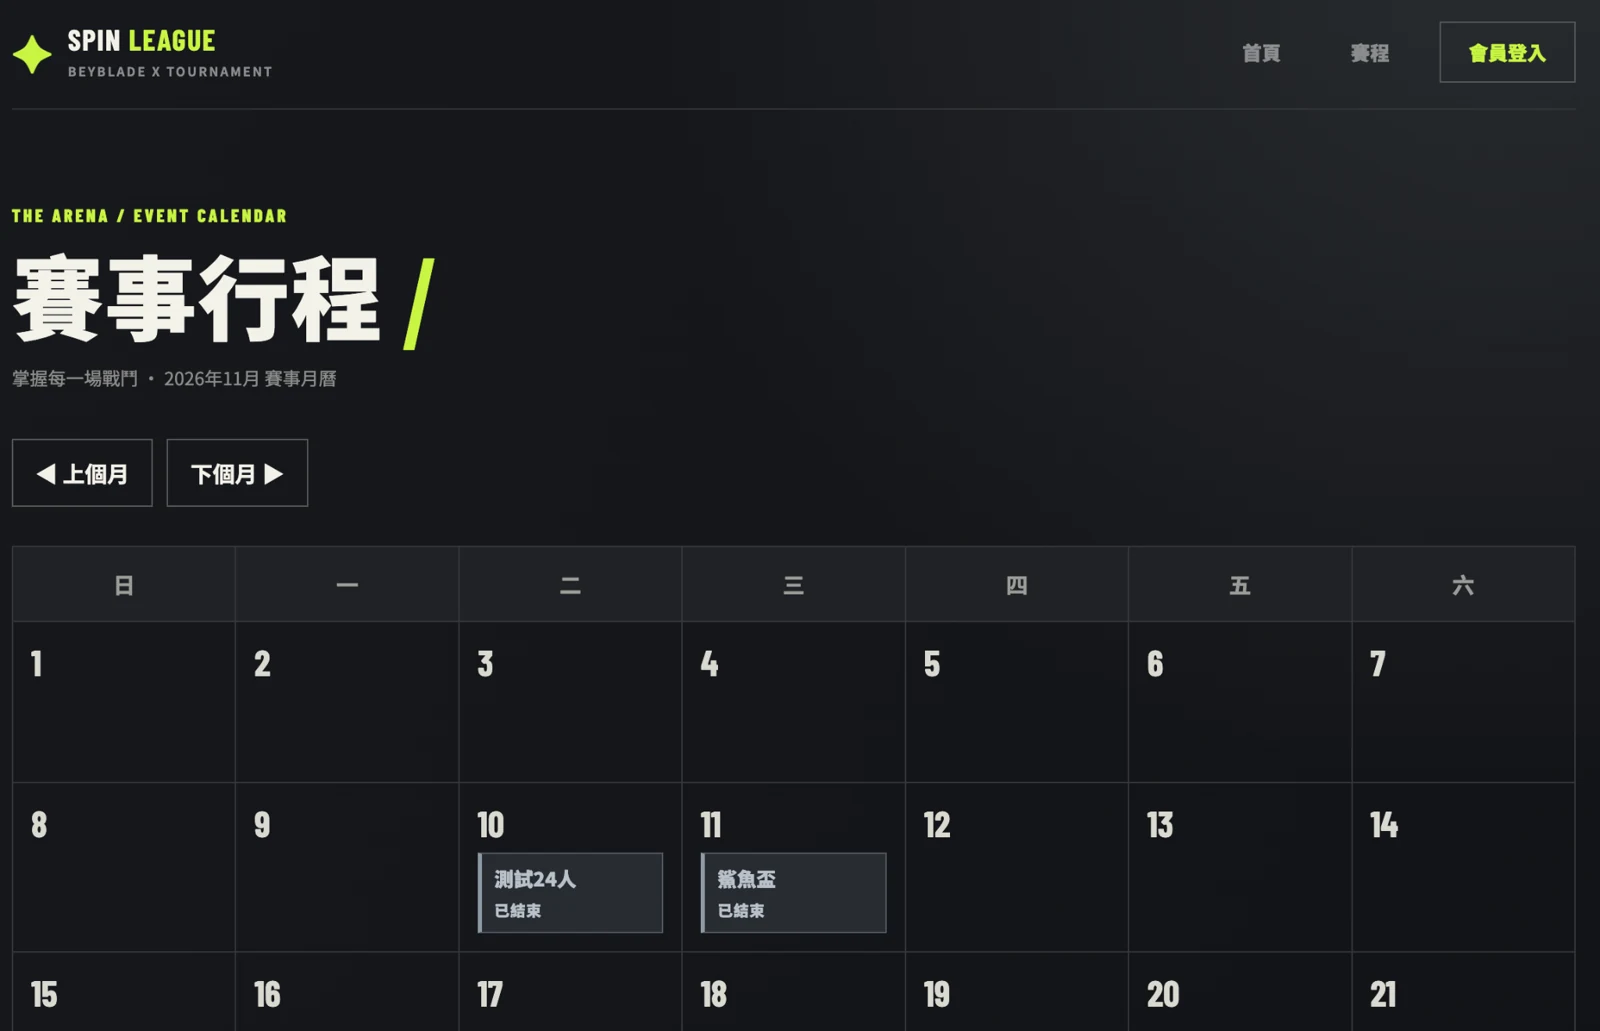 SPIN LEAGUE
BEYBLADE X TOURNAMENT
首頁 賽程 會員登入
THE ARENA / EVENT CALENDAR
賽事行程 /
掌握每一場戰鬥 · 2026年11月 賽事月曆
◀ 上個月 下個月 ▶
日 一 二 三 四 五 六
1 2 3 4 5 6 7
8 9 10 11 12 13 14
測試24人 鯊魚盃
已結束 已結束
15 16 17 18 19 20 21